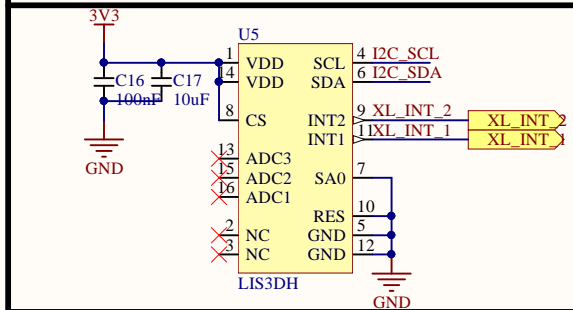 3V3
U5
C16
100nF
C17
10uF
1 VDD SCL 4 I2C_SCL
14 VDD SDA 6 I2C_SDA
8 CS INT2 9 XL_INT_2 XL_INT_2
INT1 11 XL_INT_1 XL_INT_1
13 ADC3
15 ADC2 SA0 7
16 ADC1
RES 10
2 NC GND 5
3 NC GND 12
LIS3DH
GND
GND